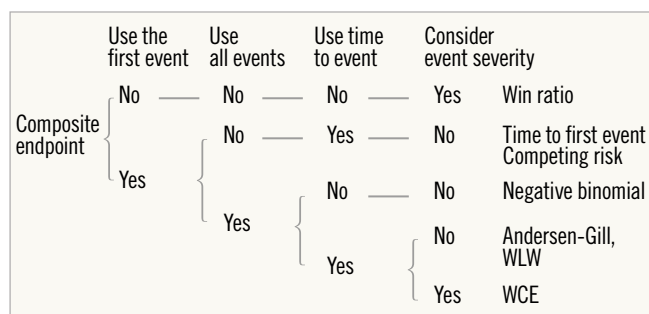 Use the first event Use all events Use time to event Consider event severity
Composite endpoint
No No No Yes Win ratio
No Yes No Time to first event
Competing risk
Yes
No No Negative binomial
Yes
No Andersen-Gill,
WLW
Yes
Yes WCE